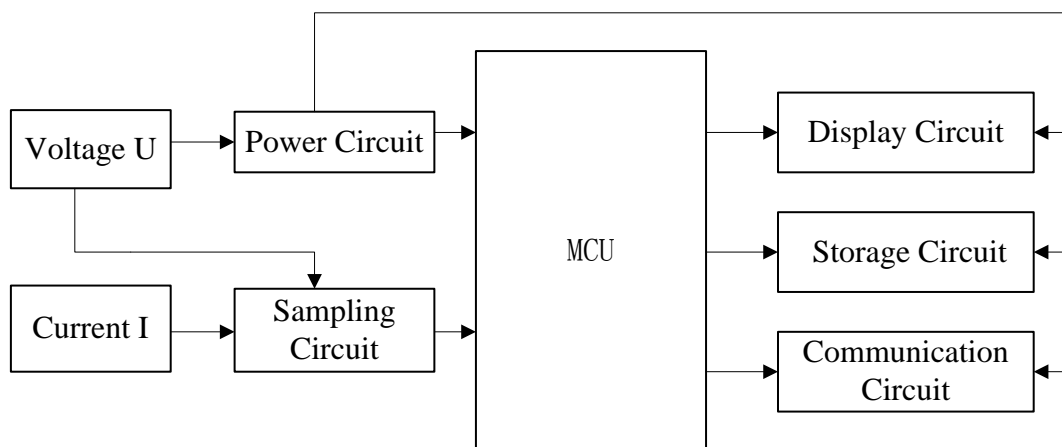 Voltage U
Power Circuit
Display Circuit
MCU
Storage Circuit
Current I
Sampling
Circuit
Communication
Circuit